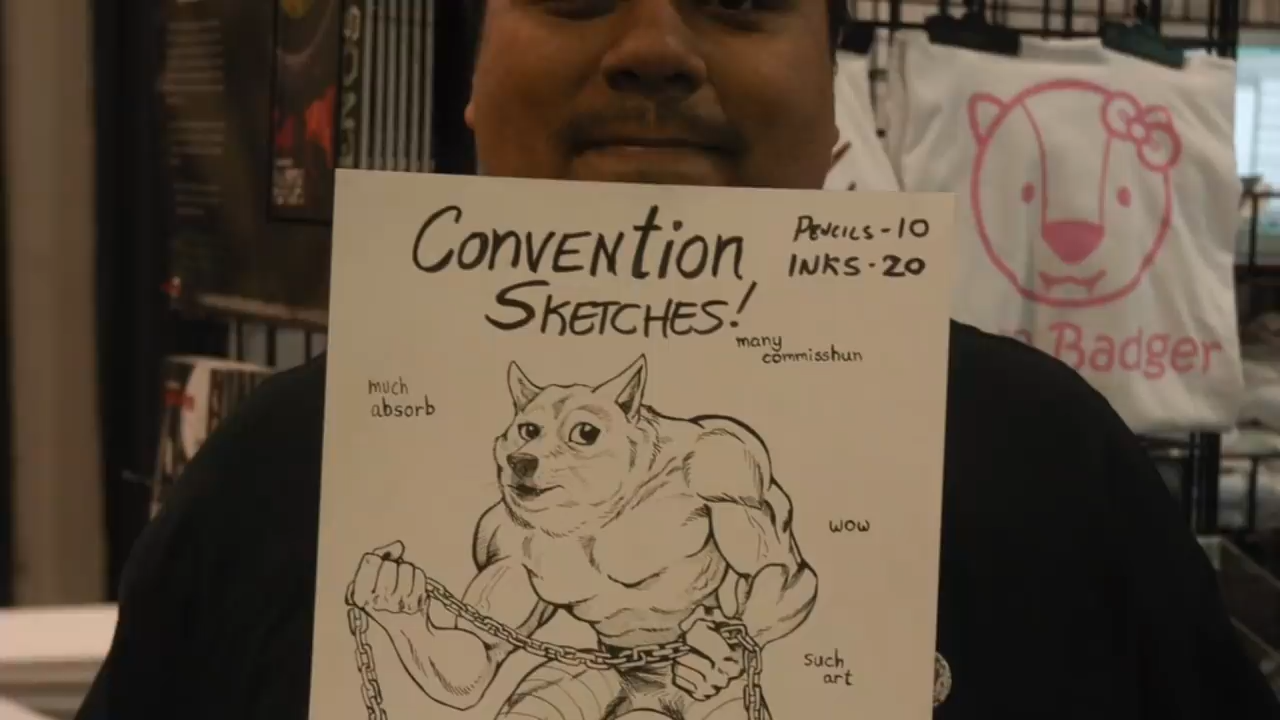 Convention
Sketches!
Pencils-10
Inks-20
many
commisshun
much
absorb
wow
such
art
Badger